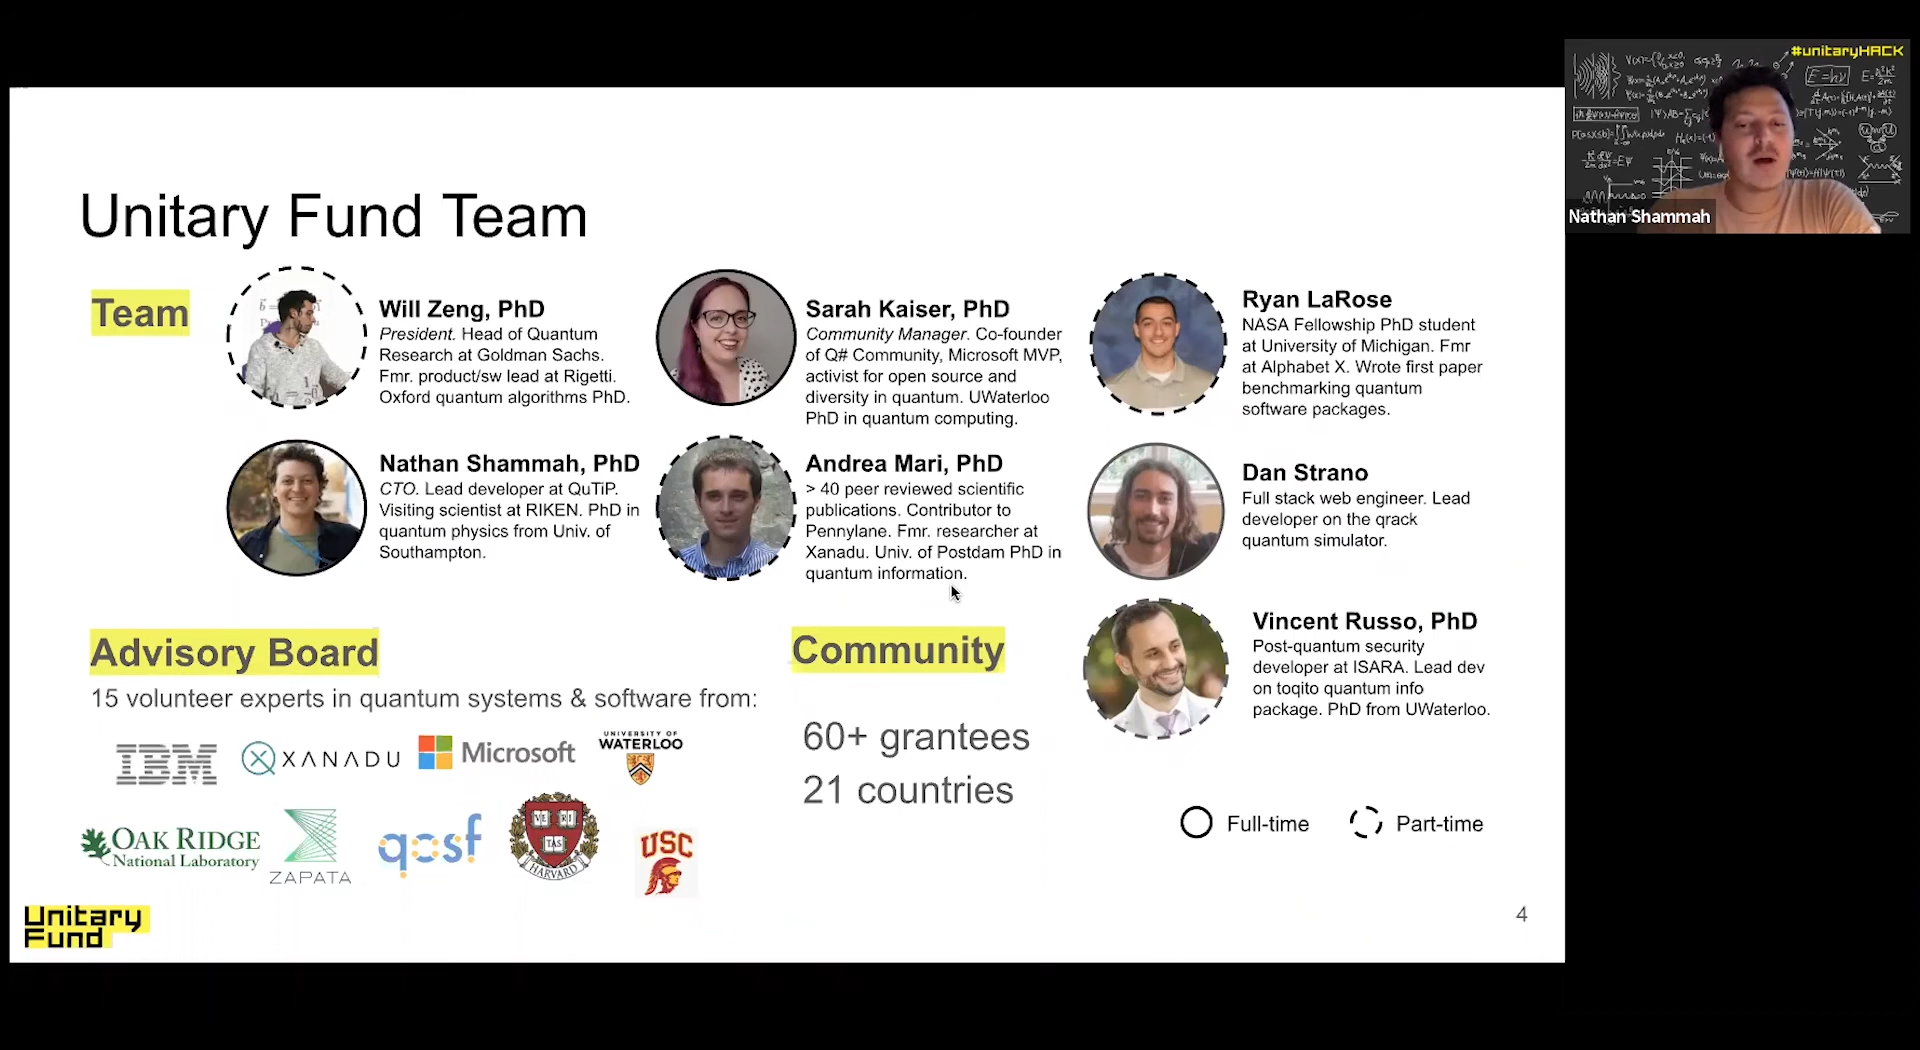 Unitary Fund Team
Team
Will Zeng, PhD
President. Head of Quantum
Research at Goldman Sachs.
Fmr. product/sw lead at Rigetti.
Oxford quantum algorithms PhD.
Sarah Kaiser, PhD
Community Manager. Co-founder
of Q# Community, Microsoft MVP,
activist for open source and
diversity in quantum. UWaterloo
PhD in quantum computing.
Ryan LaRose
NASA Fellowship PhD student
at University of Michigan. Fmr
at Alphabet X. Wrote first paper
benchmarking quantum
software packages.
Nathan Shammah, PhD
CTO. Lead developer at QuTiP.
Visiting scientist at RIKEN. PhD in
quantum physics from Univ. of
Southampton.
Andrea Mari, PhD
> 40 peer reviewed scientific
publications. Contributor to
Pennylane. Fmr. researcher at
Xanadu. Univ. of Postdam PhD in
quantum information.
Dan Strano
Full stack web engineer. Lead
developer on the qrack
quantum simulator.
Vincent Russo, PhD
Post-quantum security
developer at ISARA. Lead dev
on toqito quantum info
package. PhD from UWaterloo.
Advisory Board
15 volunteer experts in quantum systems & software from:
IBM
XANADU
Microsoft
UNIVERSITY OF
WATERLOO
OAK RIDGE
National Laboratory
ZAPATA
qosf
VE RI
TAS
HARVARD
USC
Community
60+ grantees
21 countries
Full-time
Part-time
Unitary
Fund
4
#unitaryHACK
E=hν
Nathan Shammah